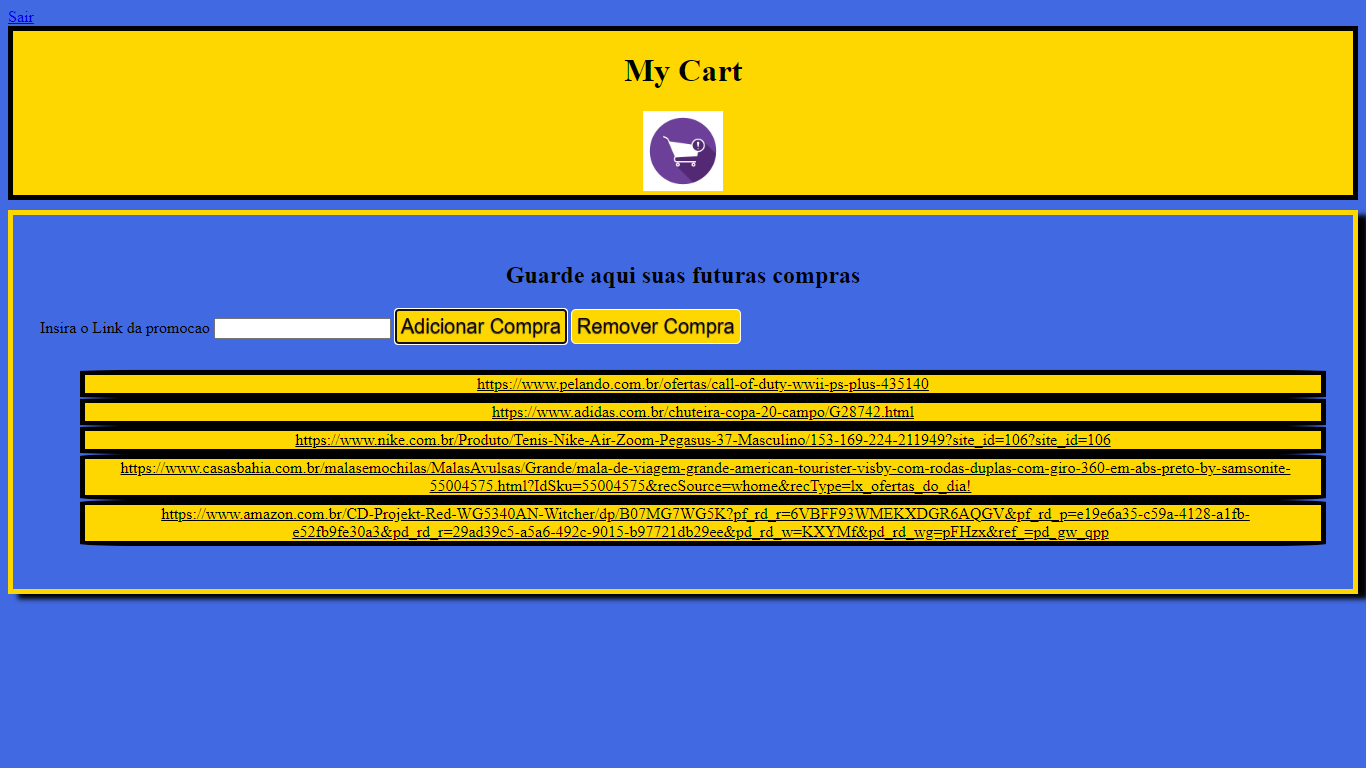 Sair
My Cart
Guarde aqui suas futuras compras
Insira o Link da promocao Adicionar Compra Remover Compra
https://www.pelando.com.br/ofertas/call-of-duty-wwii-ps-plus-435140
https://www.adidas.com.br/chuteira-copa-20-campo/G28742.html
https://www.nike.com.br/Produto/Tenis-Nike-Air-Zoom-Pegasus-37-Masculino/153-169-224-211949?site_id=106?site_id=106
https://www.casasbahia.com.br/malasemochilas/MalasAvulsas/Grande/mala-de-viagem-grande-american-tourister-visby-com-rodas-duplas-com-giro-360-em-abs-preto-by-samsonite-
55004575.html?IdSku=55004575&recSource=whome&recType=lx_ofertas_do_dia!
https://www.amazon.com.br/CD-Projekt-Red-WG5340AN-Witcher/dp/B07MG7WG5K?pf_rd_r=6VBFF93WMEKXDGR6AQGV&pf_rd_p=e19e6a35-c59a-4128-a1fb-
e52fb9fe30a3&pd_rd_r=29ad39c5-a5a6-492c-9015-b97721db29ee&pd_rd_w=KXYMf&pd_rd_wg=pFHzx&ref_=pd_gw_qpp